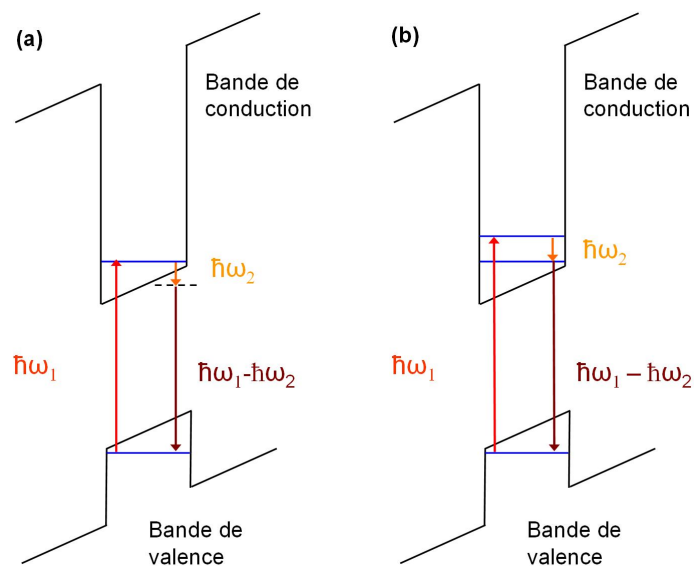 (a)
Bande de
conduction
ħω₂
ħω₁
ħω₁-ħω₂
Bande de
valence
(b)
Bande de
conduction
ħω₂
ħω₁
ħω₁ – ħω₂
Bande de
valence